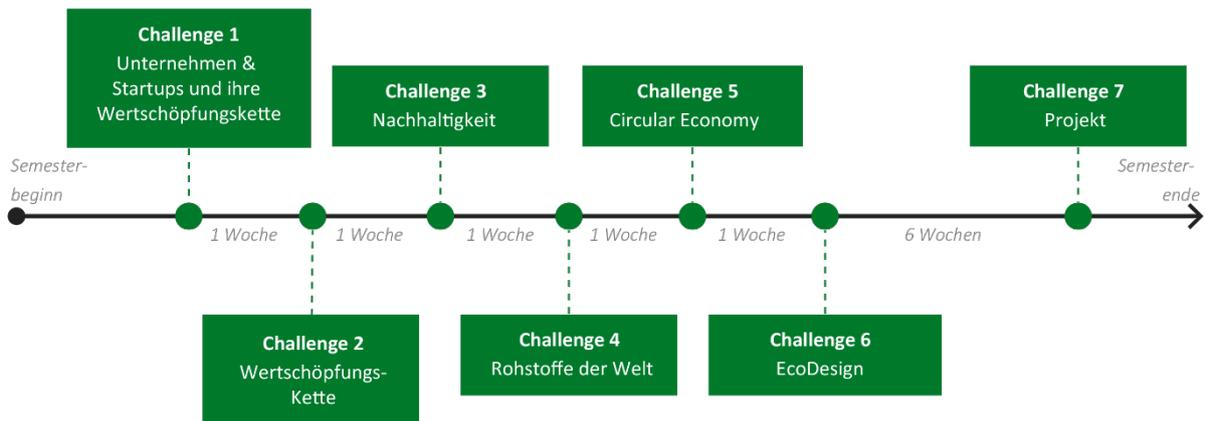 Challenge 1
Unternehmen &
Startups und ihre
Wertschöpfungskette
Challenge 3
Nachhaltigkeit
Challenge 5
Circular Economy
Challenge 7
Projekt
Semester-
beginn
Semester-
ende
1 Woche
1 Woche
1 Woche
1 Woche
1 Woche
6 Wochen
Challenge 2
Wertschöpfungs-
Kette
Challenge 4
Rohstoffe der Welt
Challenge 6
EcoDesign